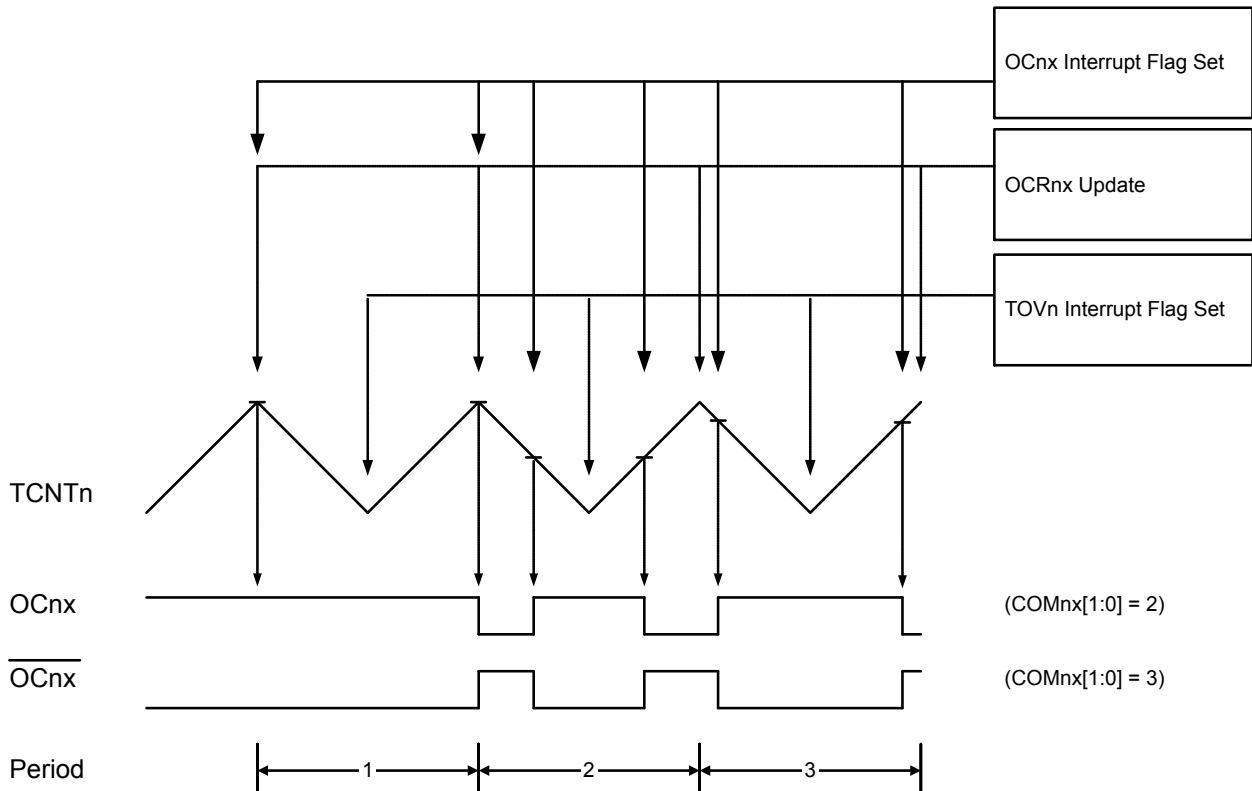 OCnx Interrupt Flag Set
OCRnx Update
TOVn Interrupt Flag Set
TCNTn
OCnx
(COMnx[1:0] = 2)
OCnx
(COMnx[1:0] = 3)
Period
1
2
3